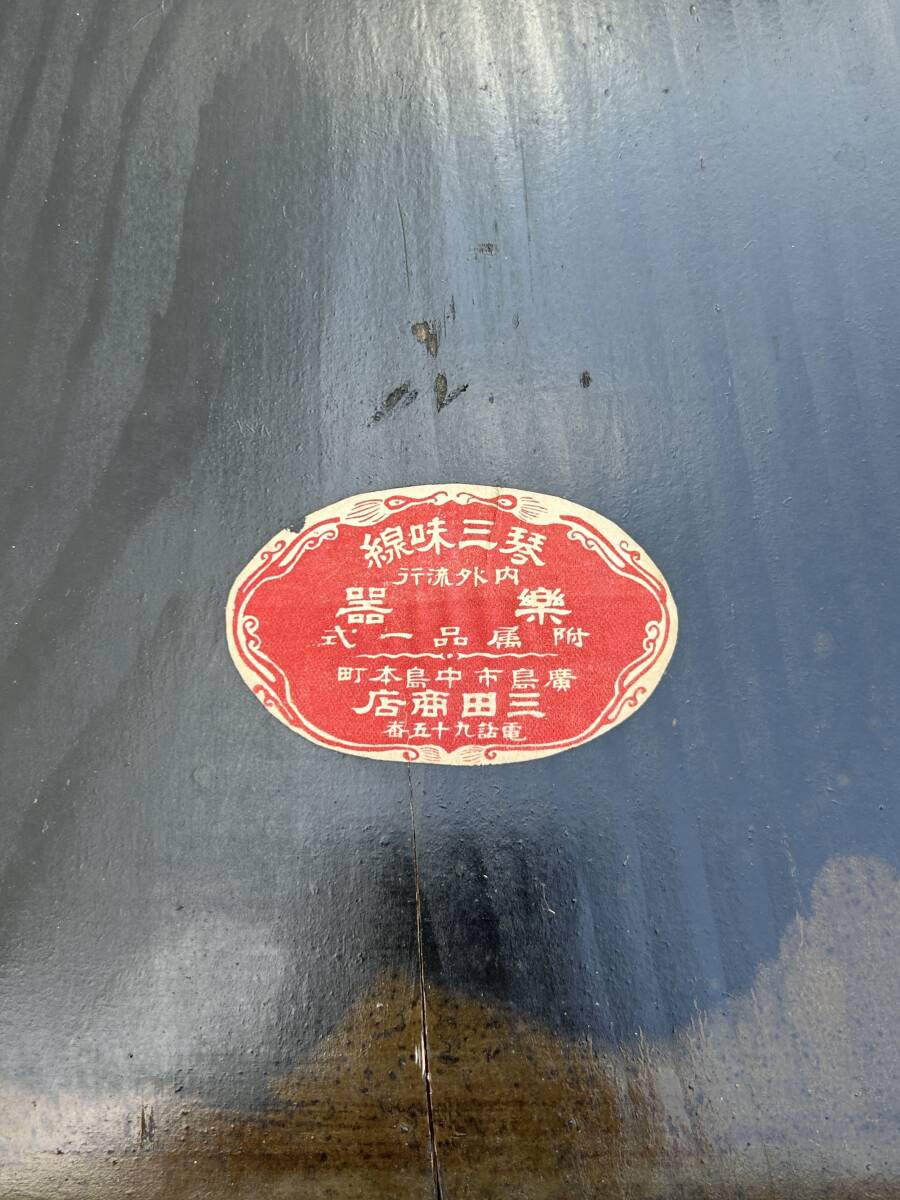 琴三味線
内外流行
樂器
附属品一式
廣島市中島本町
三田商店
電話九十五番